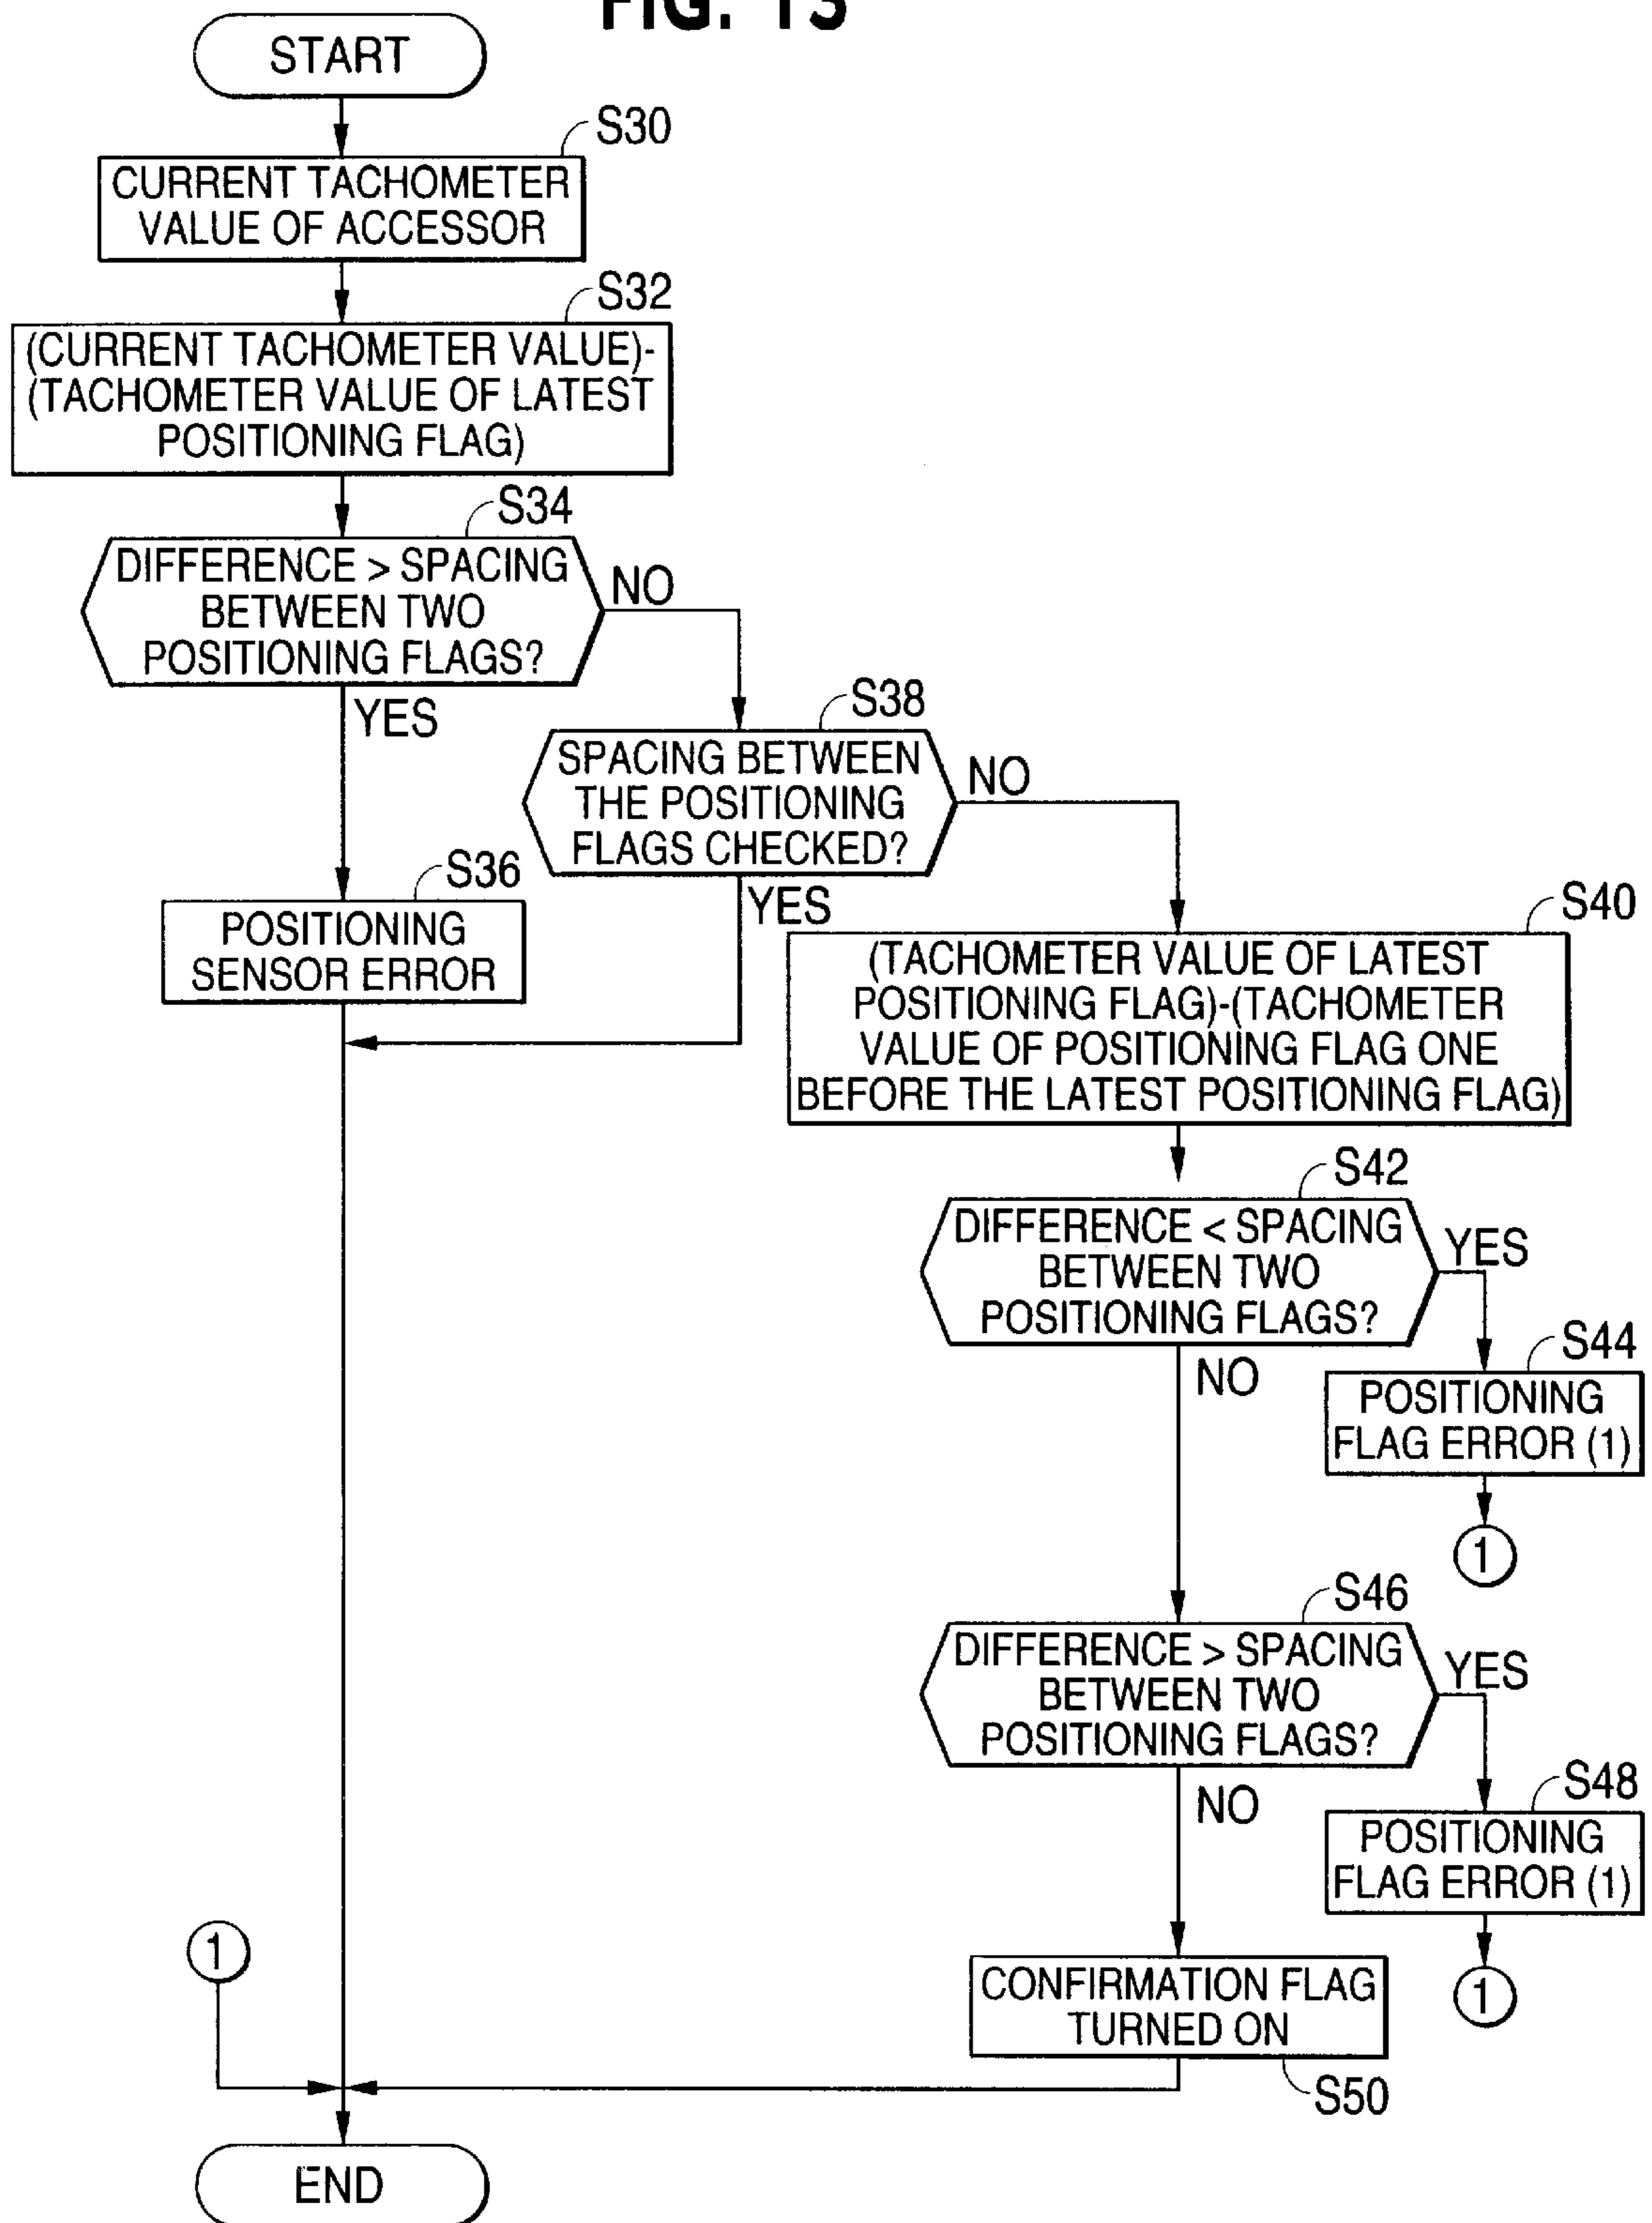 FIG. 13
START
S30
CURRENT TACHOMETER
VALUE OF ACCESSOR
S32
(CURRENT TACHOMETER VALUE)-
(TACHOMETER VALUE OF LATEST
POSITIONING FLAG)
S34
DIFFERENCE > SPACING
BETWEEN TWO
POSITIONING FLAGS?
NO
YES
S38
SPACING BETWEEN
THE POSITIONING
FLAGS CHECKED?
NO
YES
S36
POSITIONING
SENSOR ERROR
S40
(TACHOMETER VALUE OF LATEST
POSITIONING FLAG)-(TACHOMETER
VALUE OF POSITIONING FLAG ONE
BEFORE THE LATEST POSITIONING FLAG)
S42
DIFFERENCE < SPACING
BETWEEN TWO
POSITIONING FLAGS?
YES
NO
S44
POSITIONING
FLAG ERROR (1)
1
S46
DIFFERENCE > SPACING
BETWEEN TWO
POSITIONING FLAGS?
YES
NO
S48
POSITIONING
FLAG ERROR (1)
1
1
CONFIRMATION FLAG
TURNED ON
S50
END